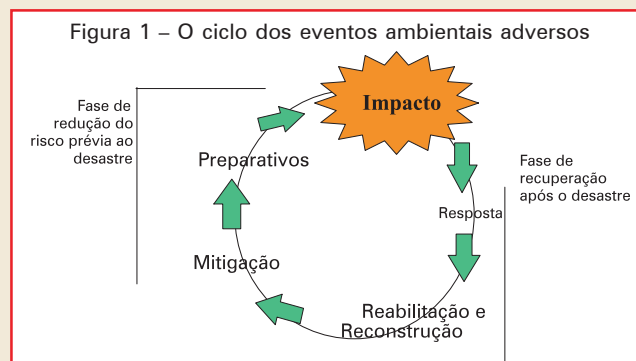 Figura 1 – O ciclo dos eventos ambientais adversos
Impacto
Fase de
redução do
risco prévia ao
desastre
Preparativos
Fase de
recuperação
após o desastre
Resposta
Mitigação
Reabilitação e
Reconstrução